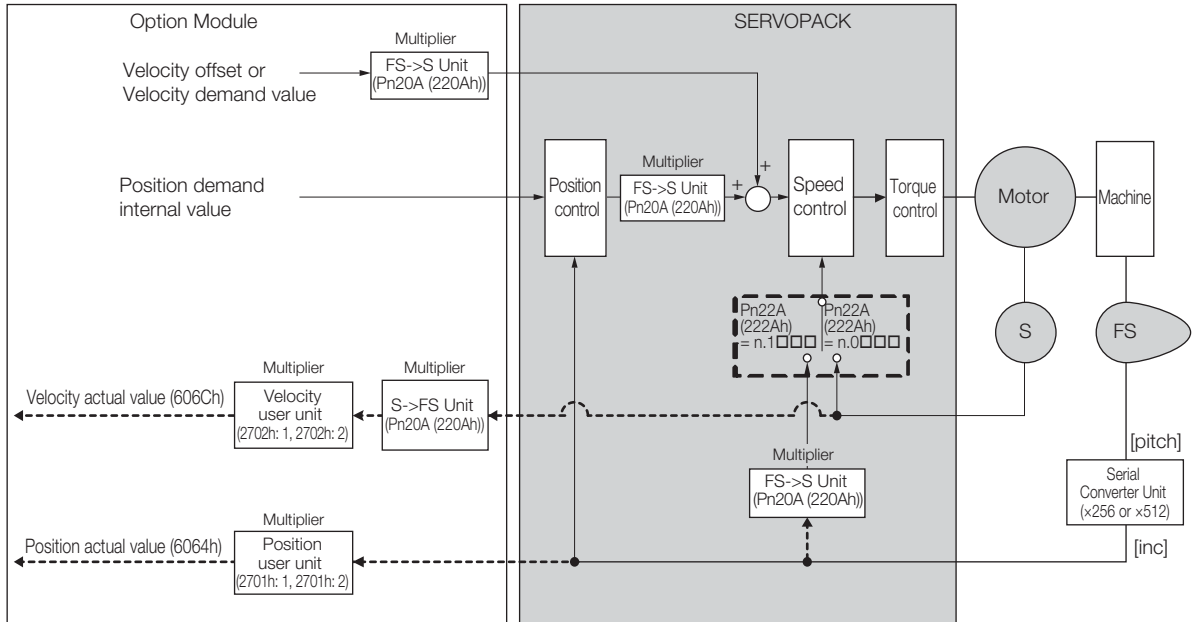 Option Module
SERVOPACK
Multiplier
FS->S Unit
(Pn20A (220Ah))
Velocity offset or
Velocity demand value
Position demand
internal value
Position
control
Multiplier
FS->S Unit
(Pn20A (220Ah))
+
+
Speed
control
Torque
control
Motor
Machine
Pn22A
(222Ah)
= n.1□□□
Pn22A
(222Ah)
= n.0□□□
S
FS
Velocity actual value (606Ch)
Multiplier
Velocity
user unit
(2702h: 1, 2702h: 2)
Multiplier
S->FS Unit
(Pn20A (220Ah))
Multiplier
FS->S Unit
(Pn20A (220Ah))
[pitch]
Serial
Converter Unit
(×256 or ×512)
[inc]
Position actual value (6064h)
Multiplier
Position
user unit
(2701h: 1, 2701h: 2)